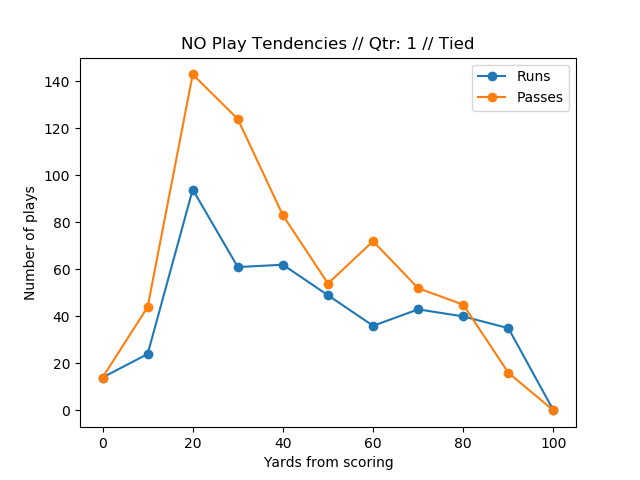 NO Play Tendencies // Qtr: 1 // Tied
Runs
Passes
140
120
100
80
60
40
20
0
Number of plays
0 20 40 60 80 100
Yards from scoring